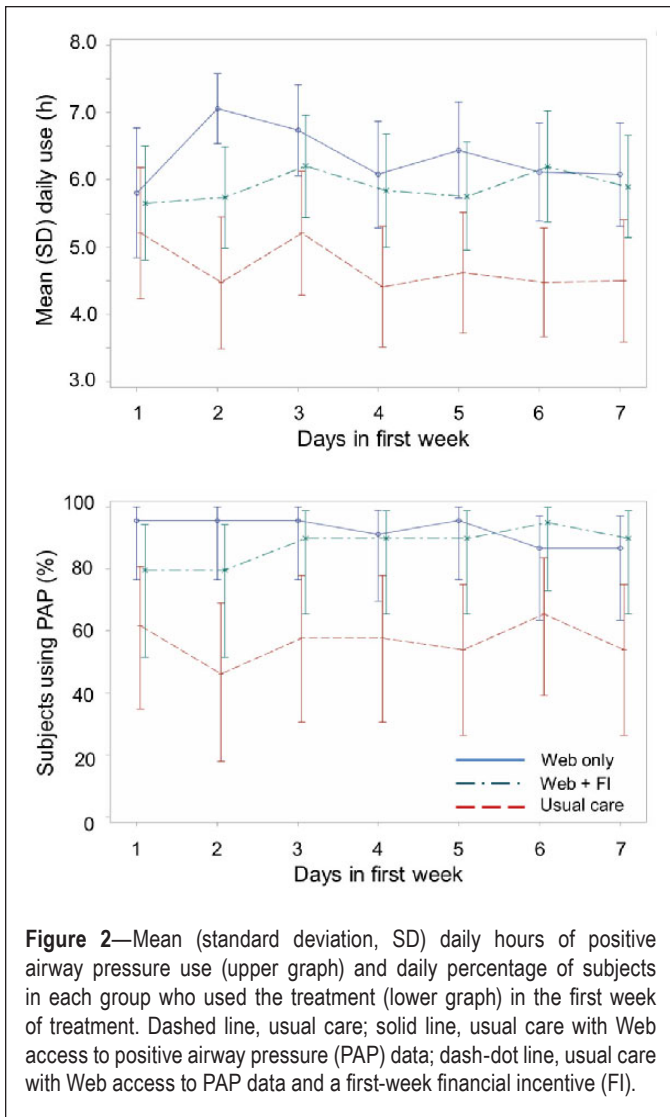 8.0
7.0
6.0
5.0
4.0
3.0
Mean (SD) daily use (h)
1 2 3 4 5 6 7
Days in first week
100
80
60
40
20
0
Subjects using PAP (%)
Web only
Web + FI
Usual care
1 2 3 4 5 6 7
Days in first week
Figure 2—Mean (standard deviation, SD) daily hours of positive
airway pressure use (upper graph) and daily percentage of subjects
in each group who used the treatment (lower graph) in the first week
of treatment. Dashed line, usual care; solid line, usual care with Web
access to positive airway pressure (PAP) data; dash-dot line, usual care
with Web access to PAP data and a first-week financial incentive (FI).